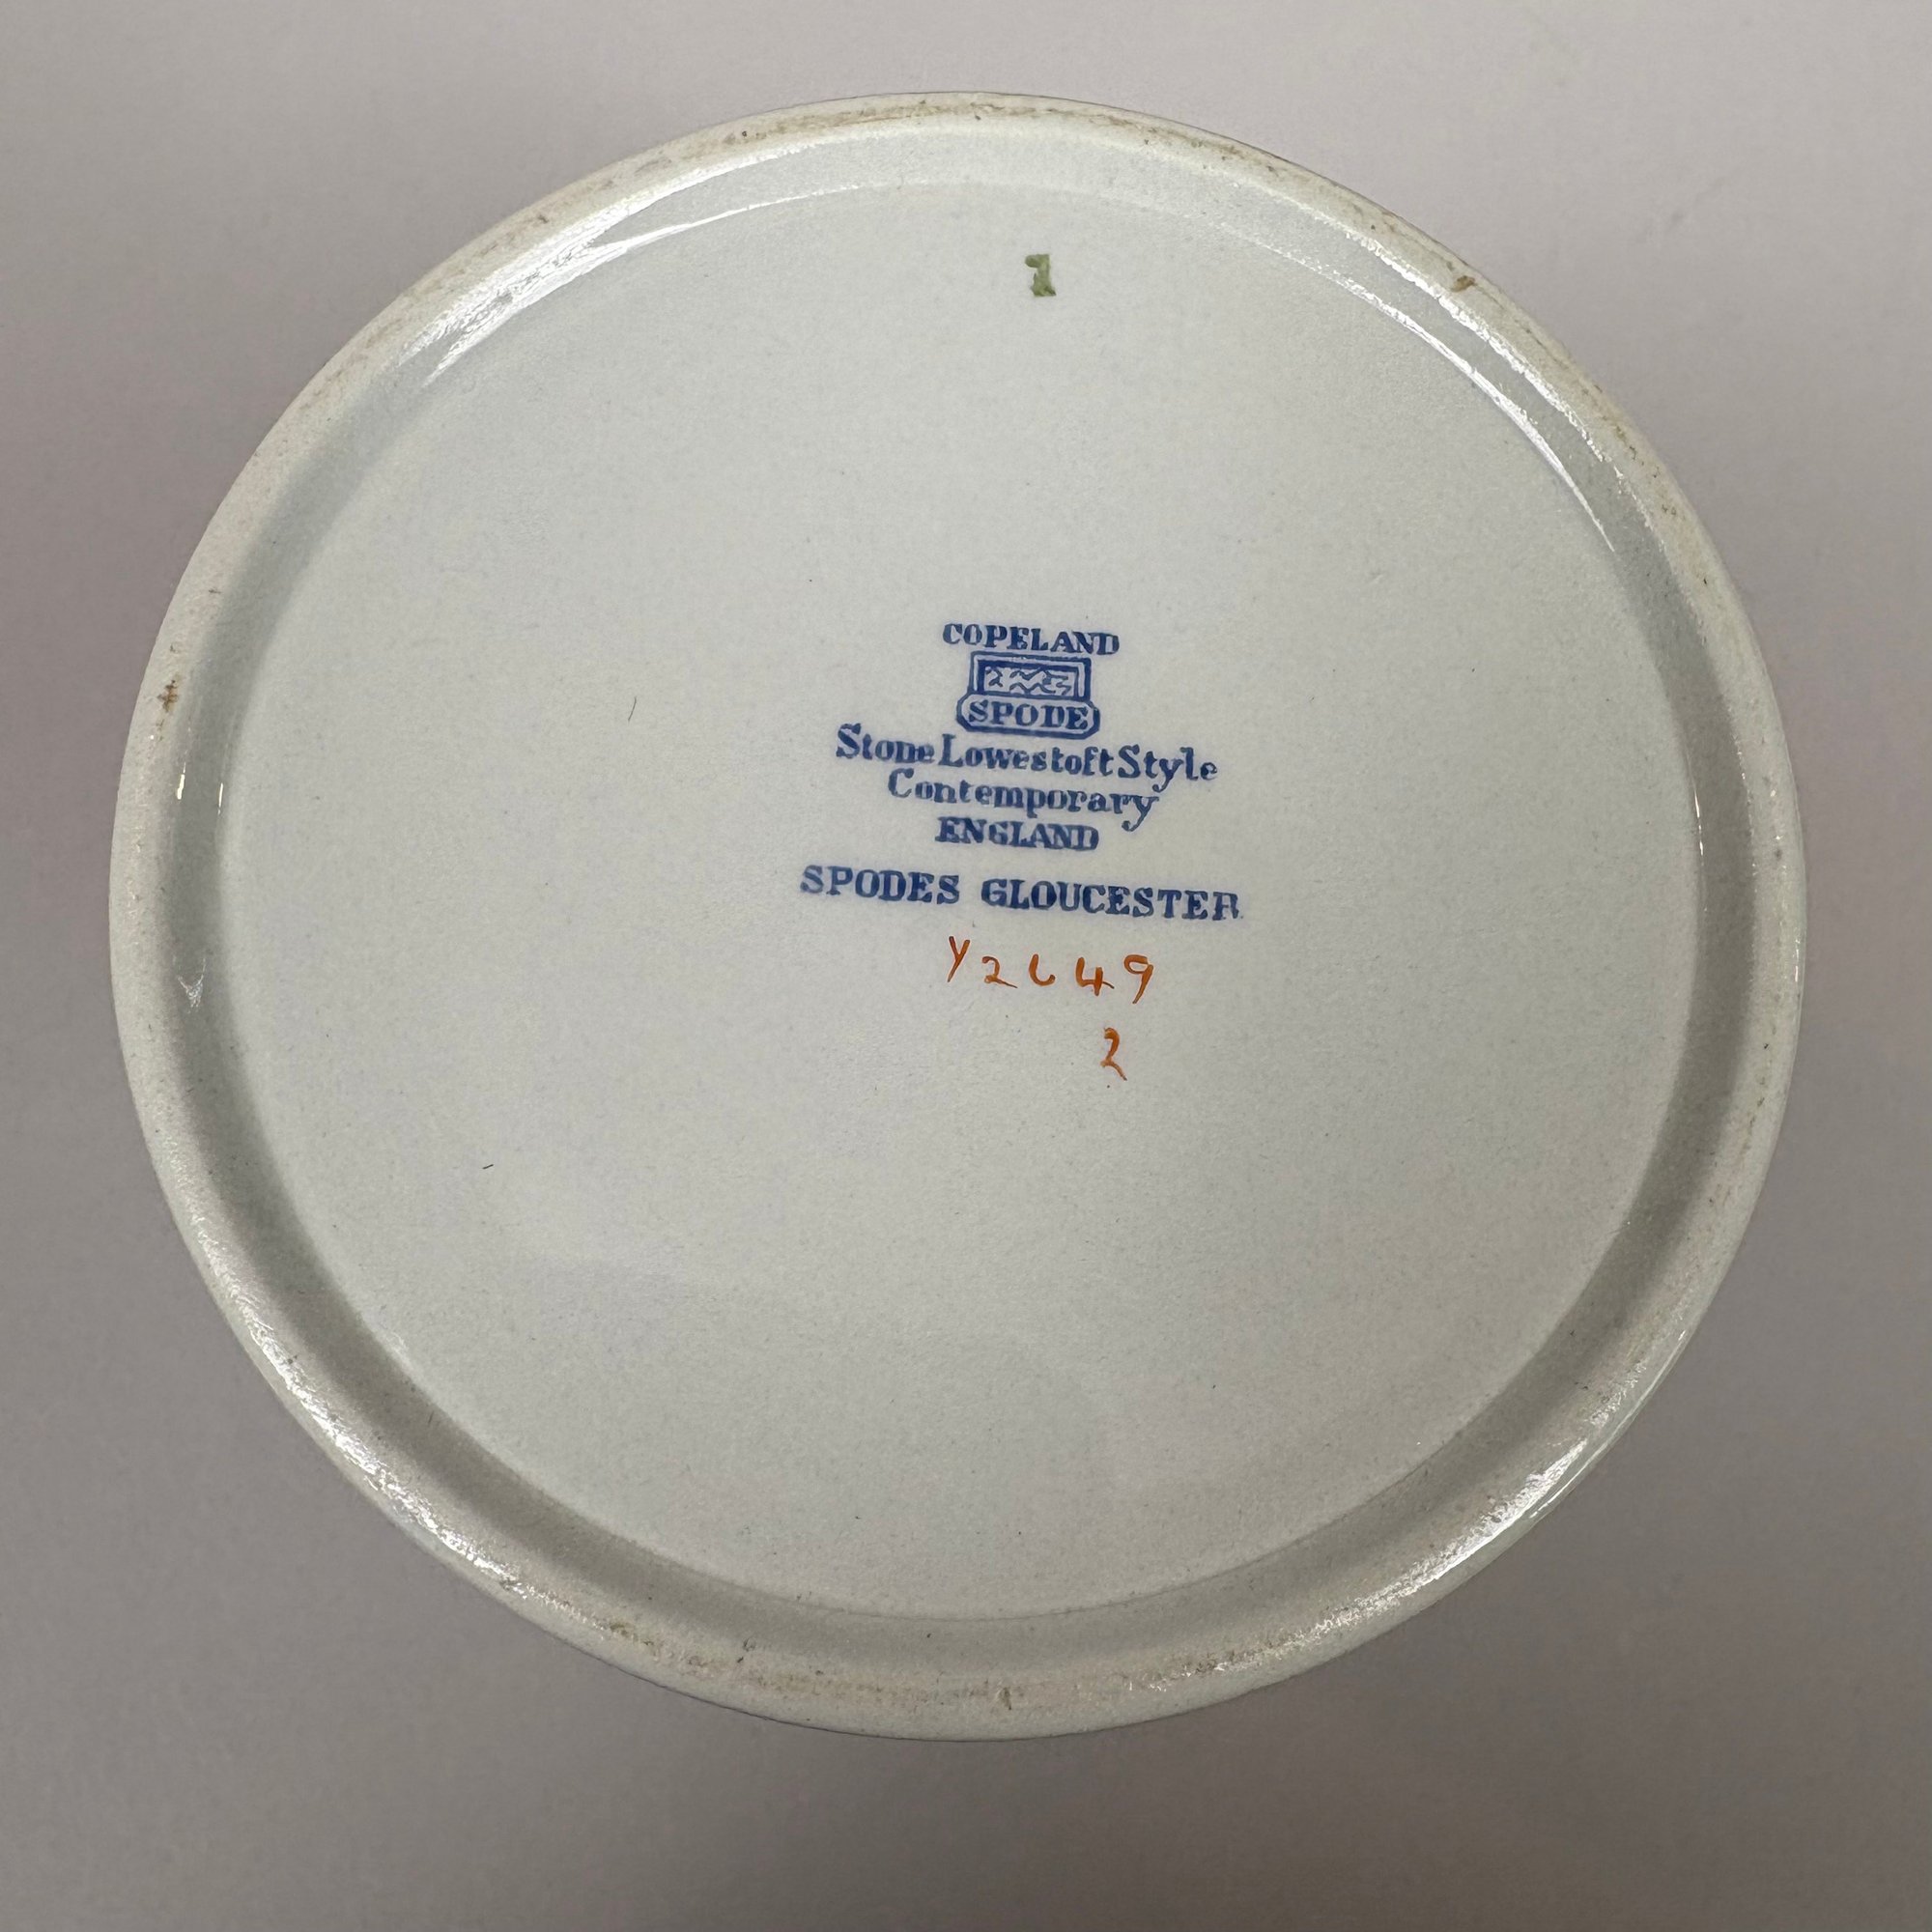 1
COPELAND
SPODE
Stone Lowestoft Style
Contemporary
ENGLAND
SPODES GLOUCESTER
Y2649
2